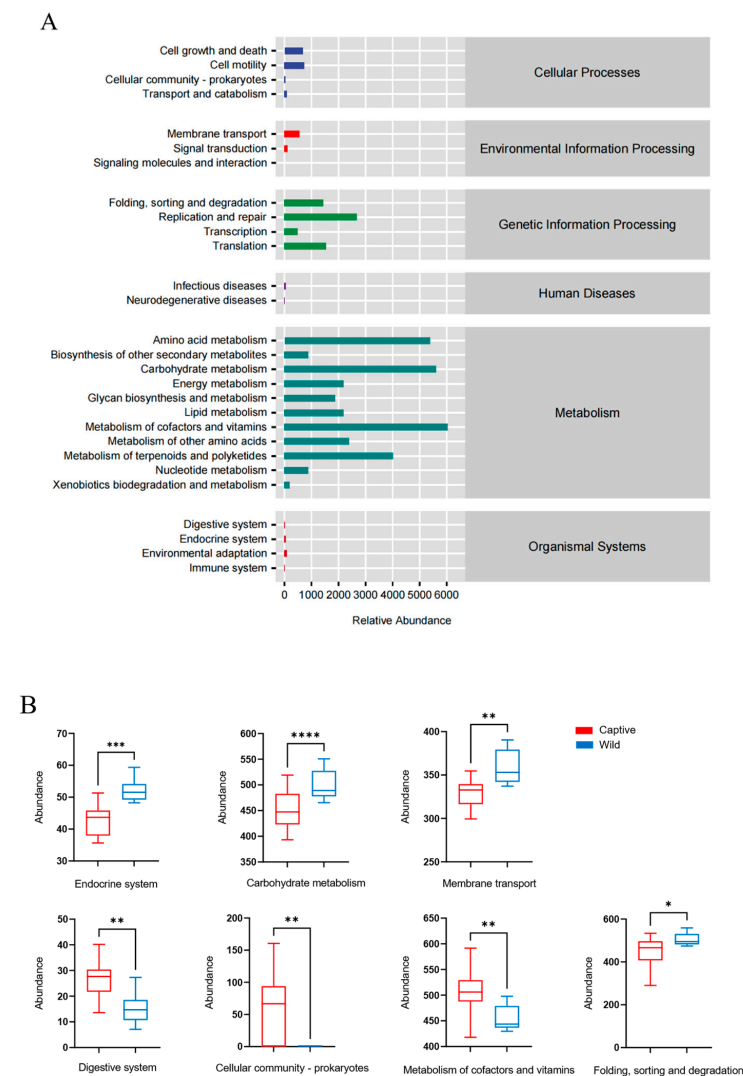 A
Cell growth and death
Cell motility
Cellular community - prokaryotes
Transport and catabolism
Cellular Processes
Membrane transport
Signal transduction
Signaling molecules and interaction
Environmental Information Processing
Folding, sorting and degradation
Replication and repair
Transcription
Translation
Genetic Information Processing
Infectious diseases
Neurodegenerative diseases
Human Diseases
Amino acid metabolism
Biosynthesis of other secondary metabolites
Carbohydrate metabolism
Energy metabolism
Glycan biosynthesis and metabolism
Lipid metabolism
Metabolism of cofactors and vitamins
Metabolism of other amino acids
Metabolism of terpenoids and polyketides
Nucleotide metabolism
Xenobiotics biodegradation and metabolism
Metabolism
Digestive system
Endocrine system
Environmental adaptation
Immune system
Organismal Systems
0 1000 2000 3000 4000 5000 6000
Relative Abundance
B
70
60
50
40
30
Abundance
***
Endocrine system
600
550
500
450
400
350
Abundance
****
Carbohydrate metabolism
400
350
300
250
Abundance
**
Membrane transport
Captive
Wild
50
40
30
20
10
0
Abundance
**
Digestive system
200
150
100
50
0
Abundance
**
Cellular community - prokaryotes
650
600
550
500
450
400
Abundance
**
Metabolism of cofactors and vitamins
600
400
200
0
Abundance
*
Folding, sorting and degradation